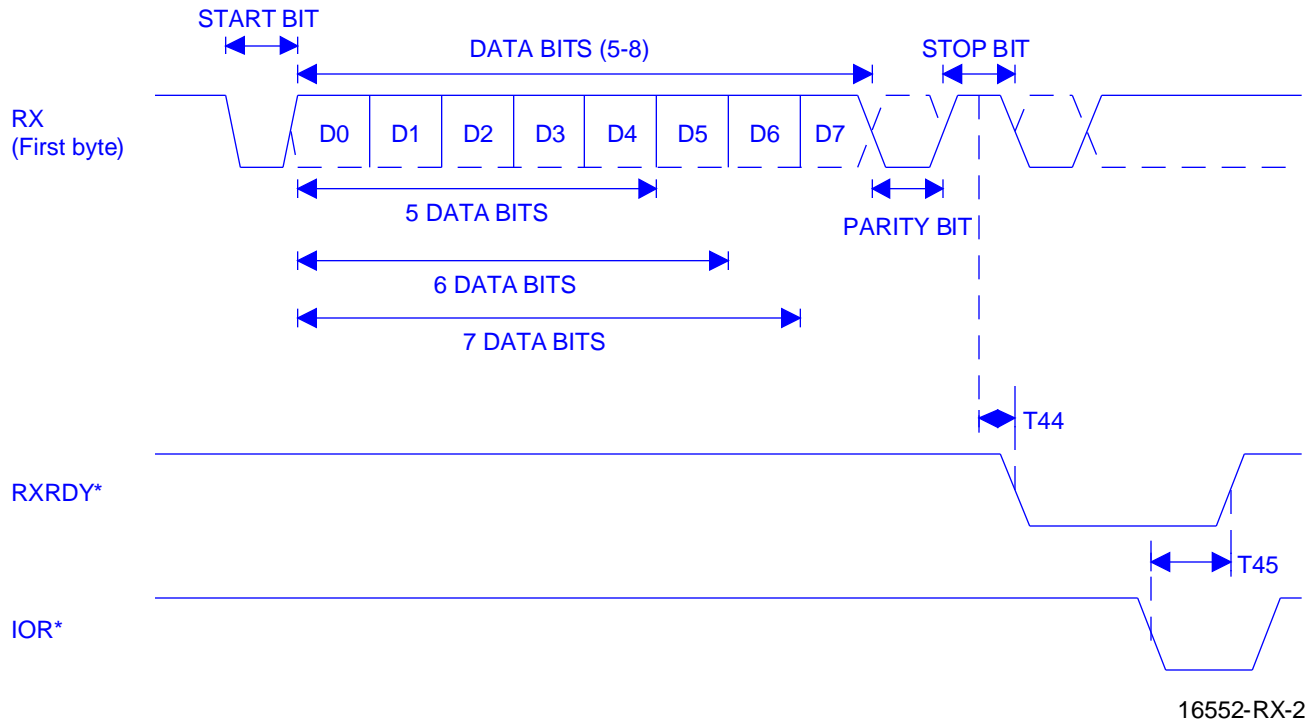 START BIT
DATA BITS (5-8)
STOP BIT
RX
(First byte)
D0 D1 D2 D3 D4 D5 D6 D7
5 DATA BITS
PARITY BIT
6 DATA BITS
7 DATA BITS
T44
RXRDY*
T45
IOR*
16552-RX-2